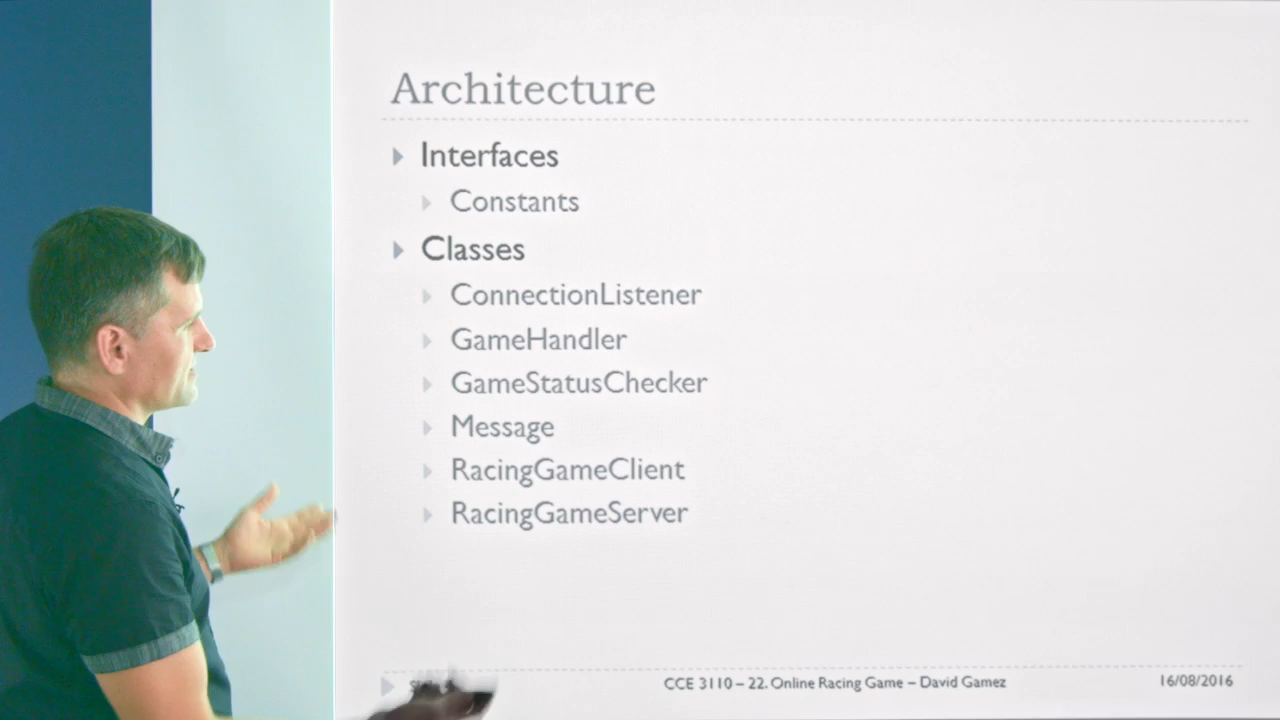 Architecture
Interfaces
Constants
Classes
ConnectionListener
GameHandler
GameStatusChecker
Message
RacingGameClient
RacingGameServer
CCE 3110 – 22. Online Racing Game – David Gamez
16/08/2016